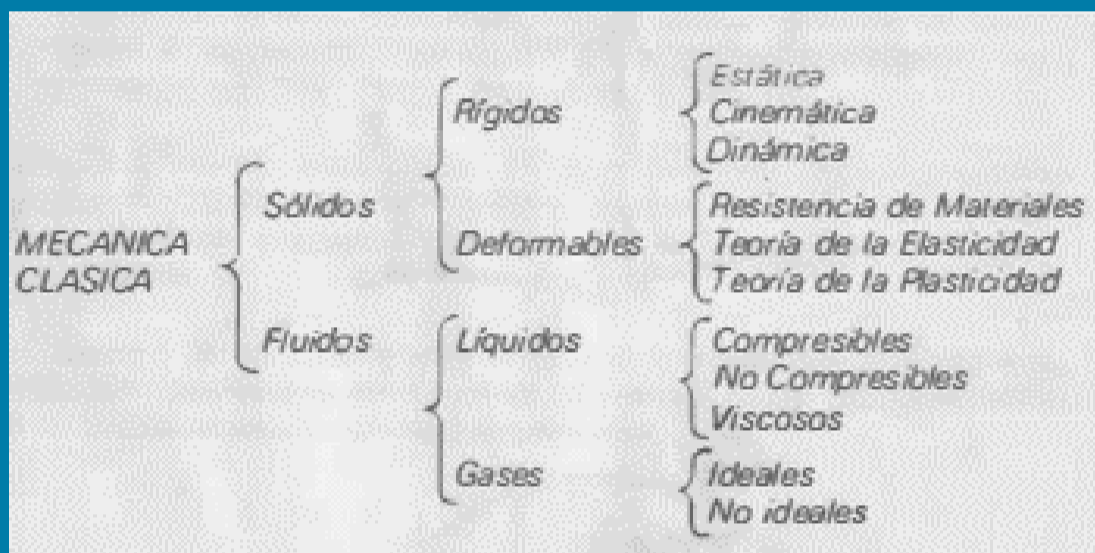 MECANICA
CLASICA
Sólidos
Rígidos
Estática
Cinemática
Dinámica
Deformables
Resistencia de Materiales
Teoría de la Elasticidad
Teoría de la Plasticidad
Fluidos
Líquidos
Compresibles
No Compresibles
Viscosos
Gases
Ideales
No ideales